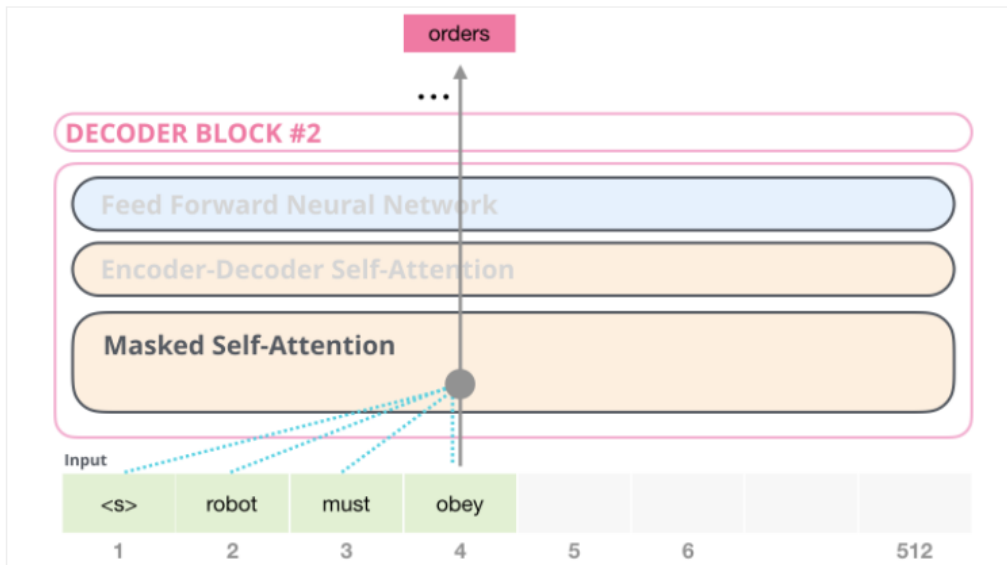 orders
...
DECODER BLOCK #2
Feed Forward Neural Network
Encoder-Decoder Self-Attention
Masked Self-Attention
Input
<s> robot must obey
1 2 3 4 5 6 512